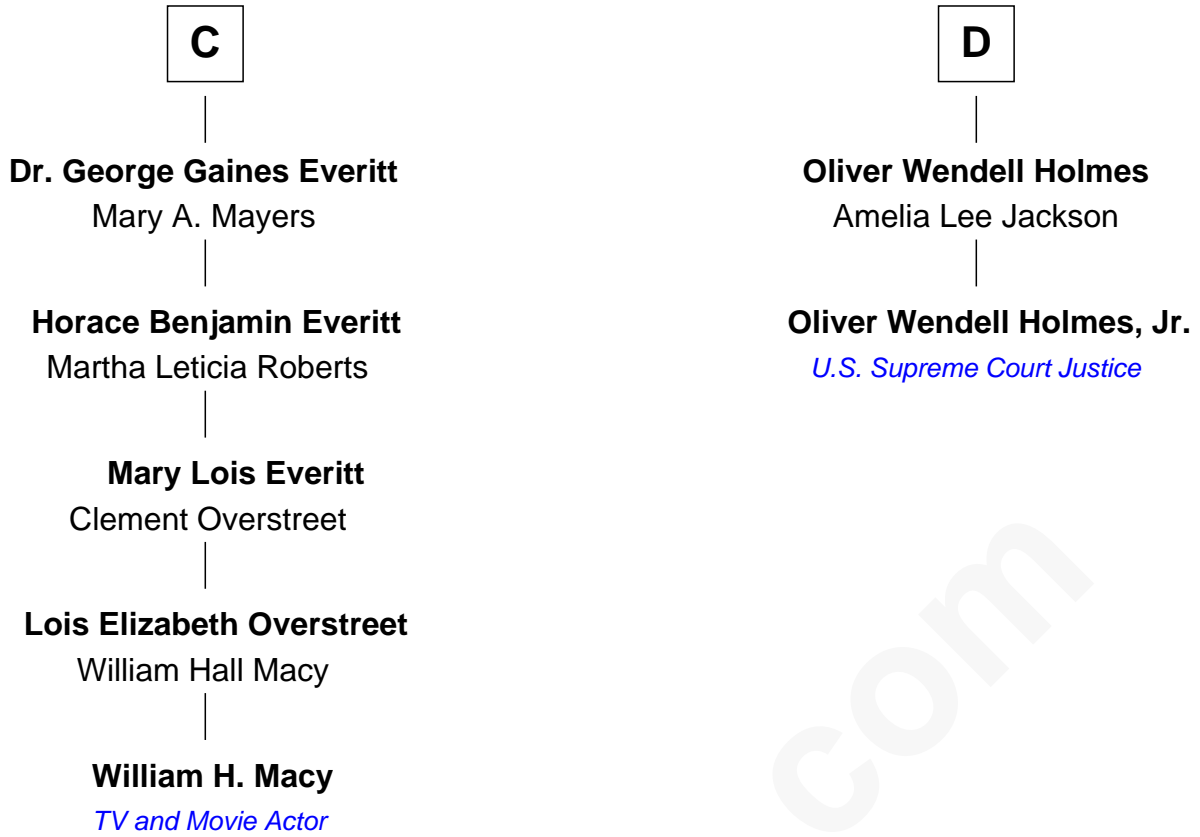 C
Dr. George Gaines Everitt
Mary A. Mayers
Horace Benjamin Everitt
Martha Leticia Roberts
Mary Lois Everitt
Clement Overstreet
Lois Elizabeth Overstreet
William Hall Macy
William H. Macy
TV and Movie Actor
D
Oliver Wendell Holmes
Amelia Lee Jackson
Oliver Wendell Holmes, Jr.
U.S. Supreme Court Justice
com